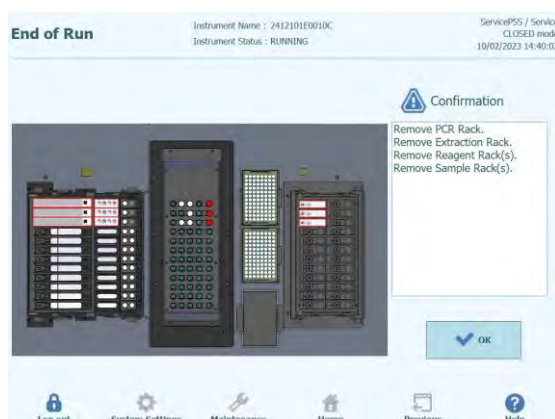 End of Run
Instrument Name : 2412101E0010C
Instrument Status : RUNNING
ServicePSS / Service
CLOSED mode
10/02/2023 14:40:02
Confirmation
Remove PCR Rack.
Remove Extraction Rack.
Remove Reagent Rack(s).
Remove Sample Rack(s).
OK
Log out
System Settings
Maintenance
Home
Previous
Help